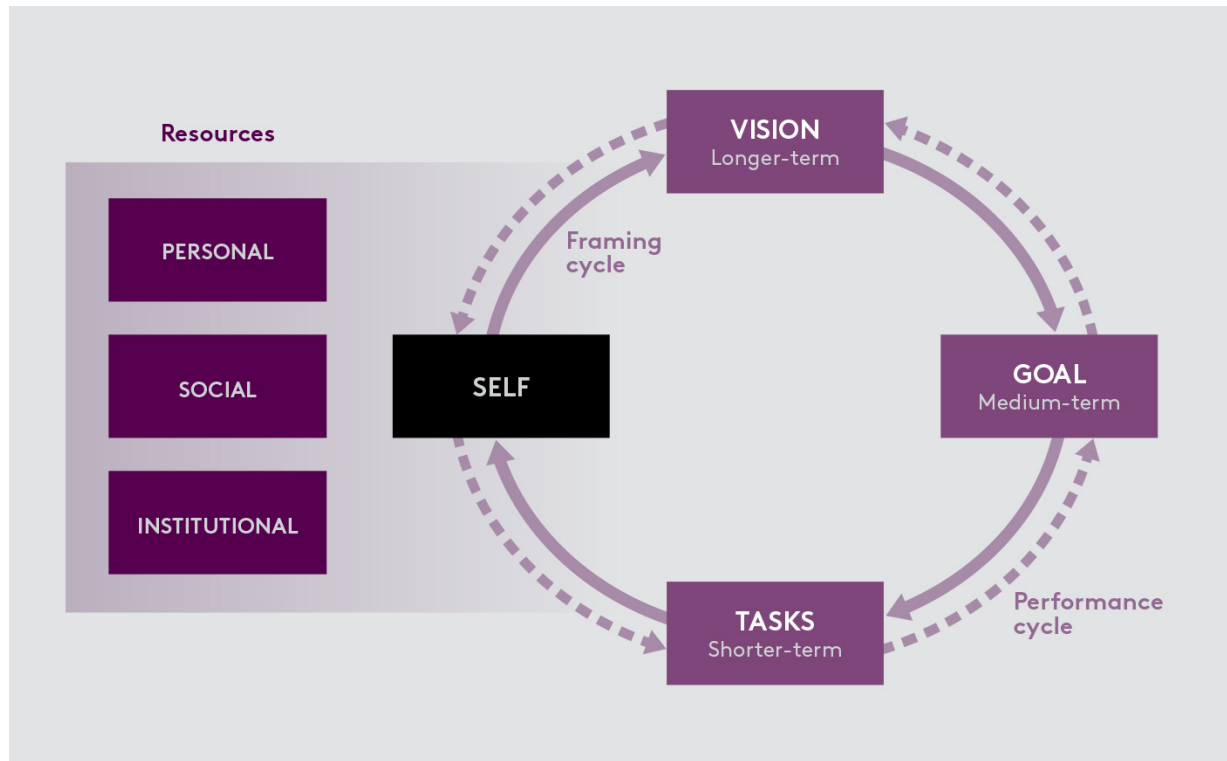 Resources
PERSONAL
SOCIAL
INSTITUTIONAL
SELF
Framing
cycle
VISION
Longer-term
GOAL
Medium-term
TASKS
Shorter-term
Performance
cycle